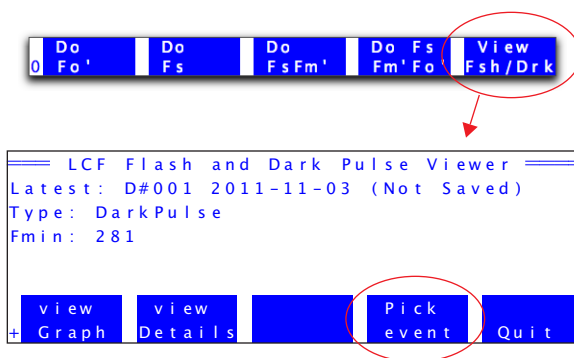 Do Do Do Do Fs View
0 Fo' Fs FsFm' Fm'Fo' Fsh/Drk
LCF Flash and Dark Pulse Viewer
Latest: D#001 2011-11-03 (Not Saved)
Type: DarkPulse
Fmin: 281
view view Pick
+ Graph Details event Quit